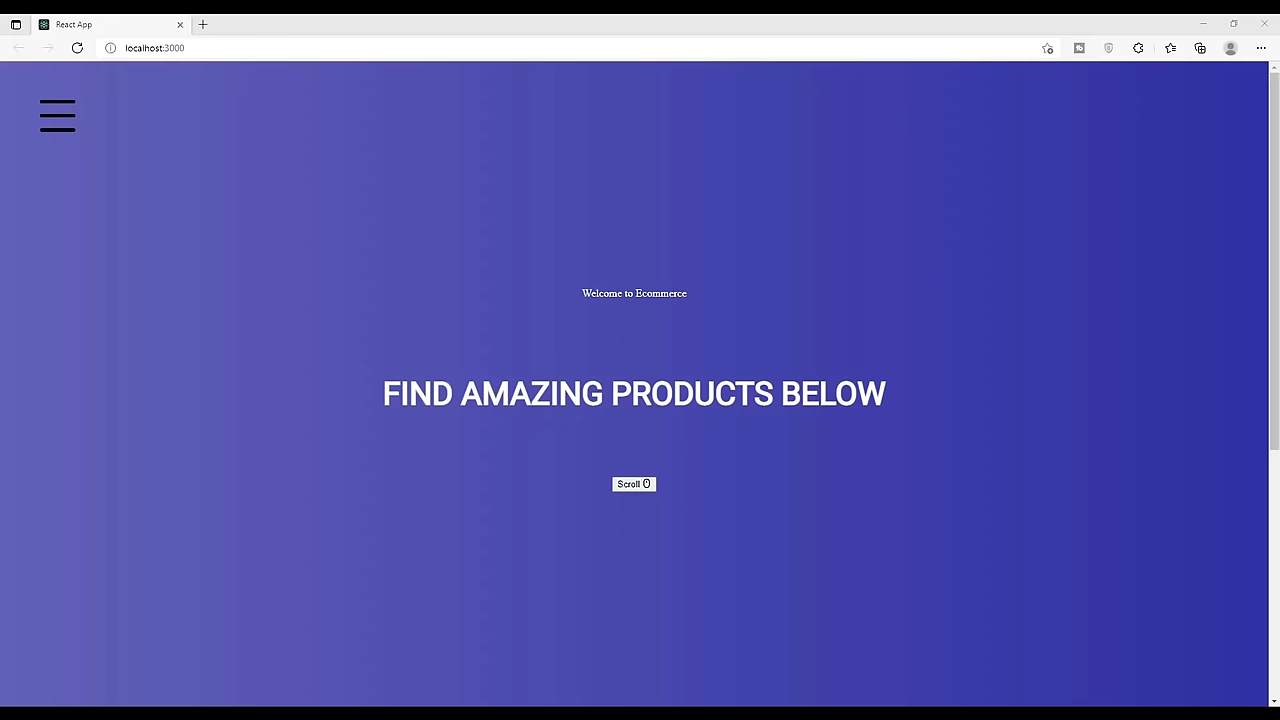 React App
localhost:3000
Welcome to Ecommerce
FIND AMAZING PRODUCTS BELOW
Scroll